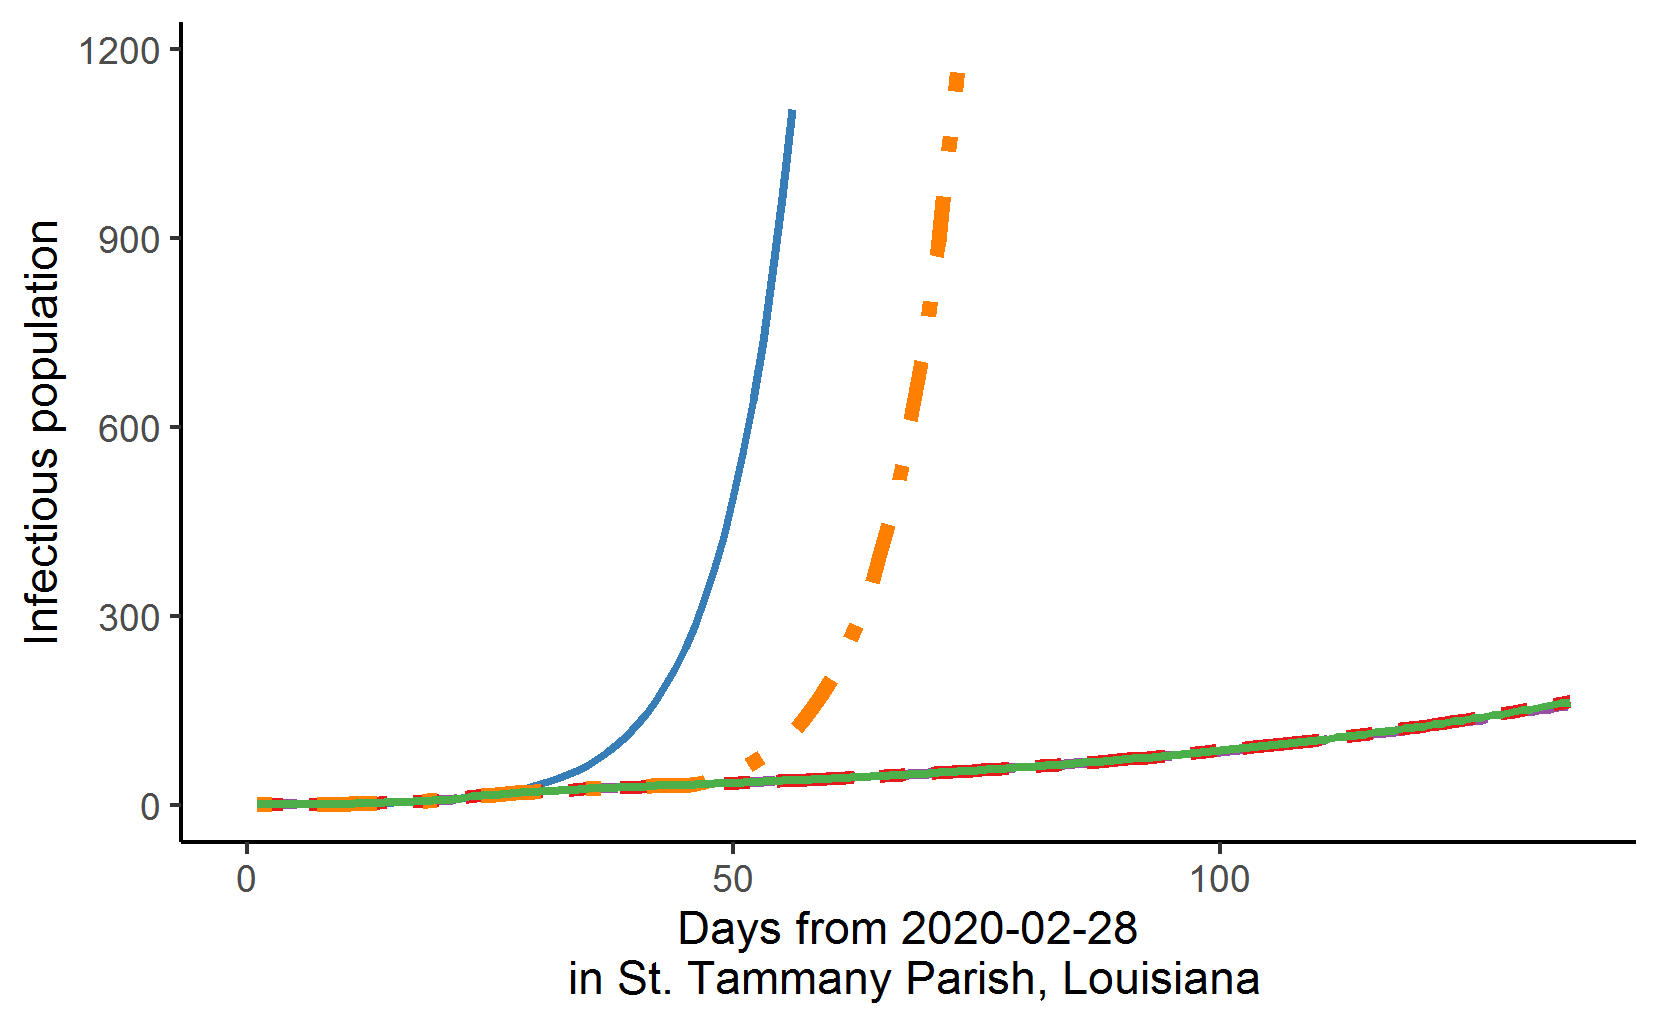 Infectious population
1200
900
600
300
0
0 50 100
Days from 2020-02-28
in St. Tammany Parish, Louisiana